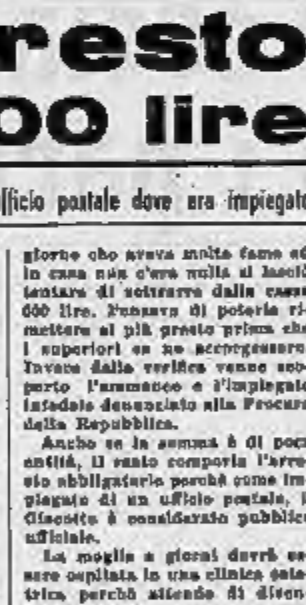 resto
00 lire
fficio postale dove era impiegato
giorno che aveva molta fame ed
in casa non c'era nulla si lasciò
tentare di sottrarre dalla cassa
600 lire. Pensava di poterle ri-
mettere al più presto prima che
i superiori se ne accorgessero.
Invece dalla verifica venne sco-
perto l'ammanco e l'impiegato
infedele denunciato alla Procura
della Repubblica.
Anche se la somma è di poca
entità, il reato comporta l'arre-
sto obbligatorio perchè come im-
piegato di un ufficio postale, i
è considerato pubblico
ufficiale.
La moglie a giorni dovrà es-
sere ospitata in una clinica oste-
trica perchè attende di diven